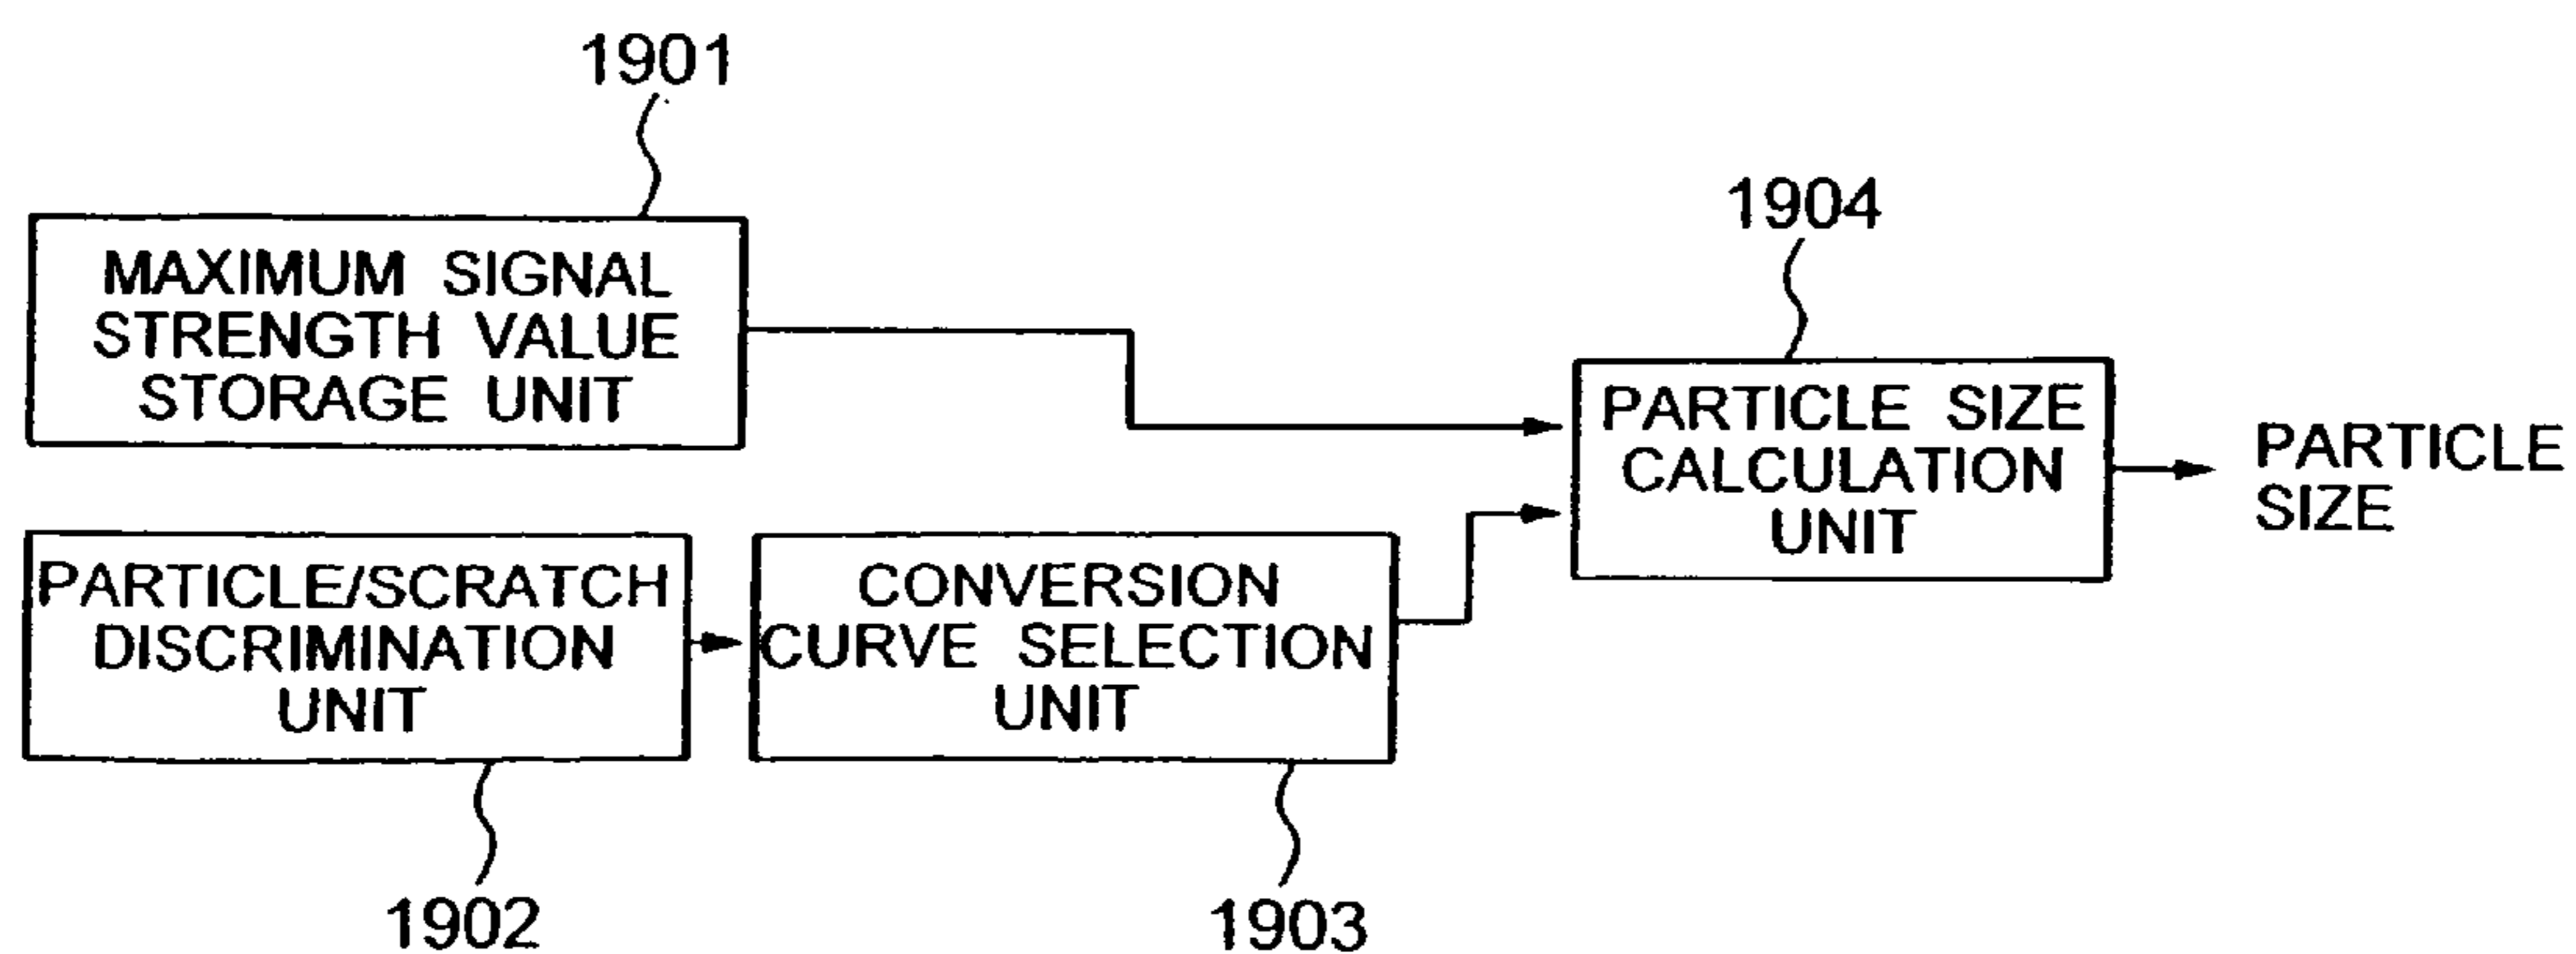 1901
MAXIMUM SIGNAL
STRENGTH VALUE
STORAGE UNIT
1904
PARTICLE SIZE
CALCULATION
UNIT
PARTICLE
SIZE
PARTICLE/SCRATCH
DISCRIMINATION
UNIT
CONVERSION
CURVE SELECTION
UNIT
1902
1903